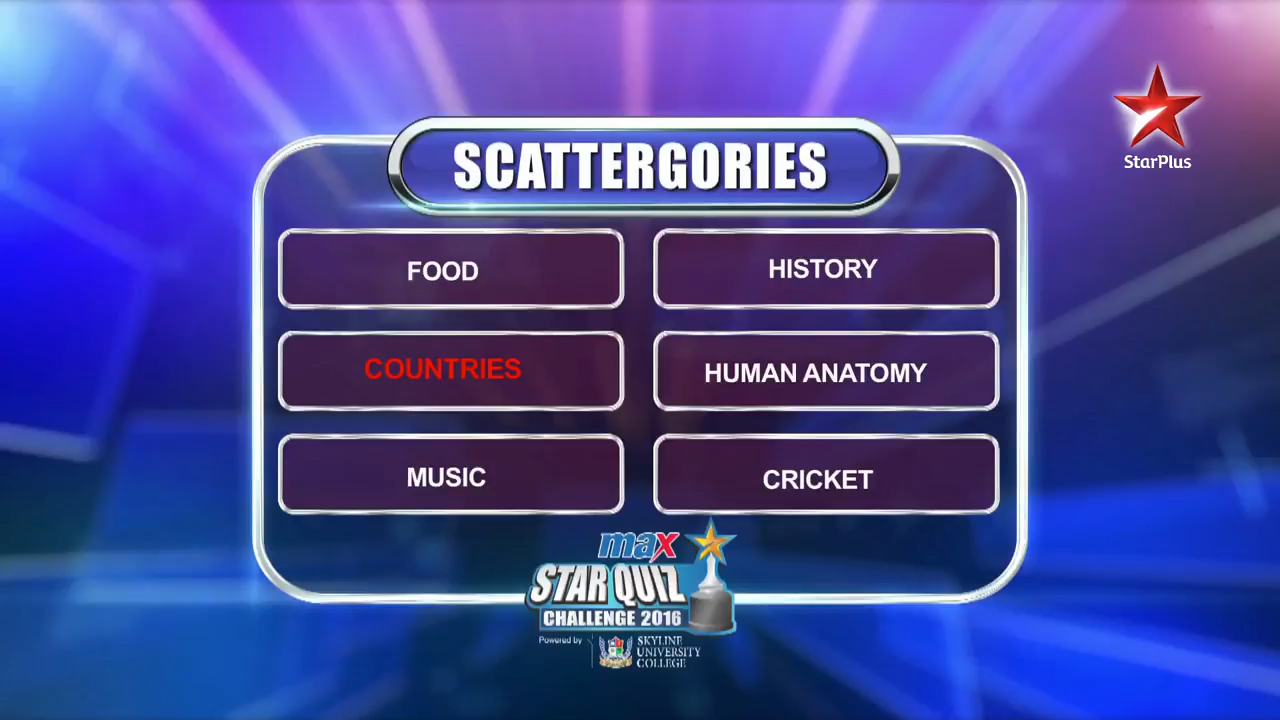 SCATTERGORIES
StarPlus
FOOD
HISTORY
COUNTRIES
HUMAN ANATOMY
MUSIC
CRICKET
max
STAR QUIZ
CHALLENGE 2016
Powered by
SKYLINE
UNIVERSITY
COLLEGE